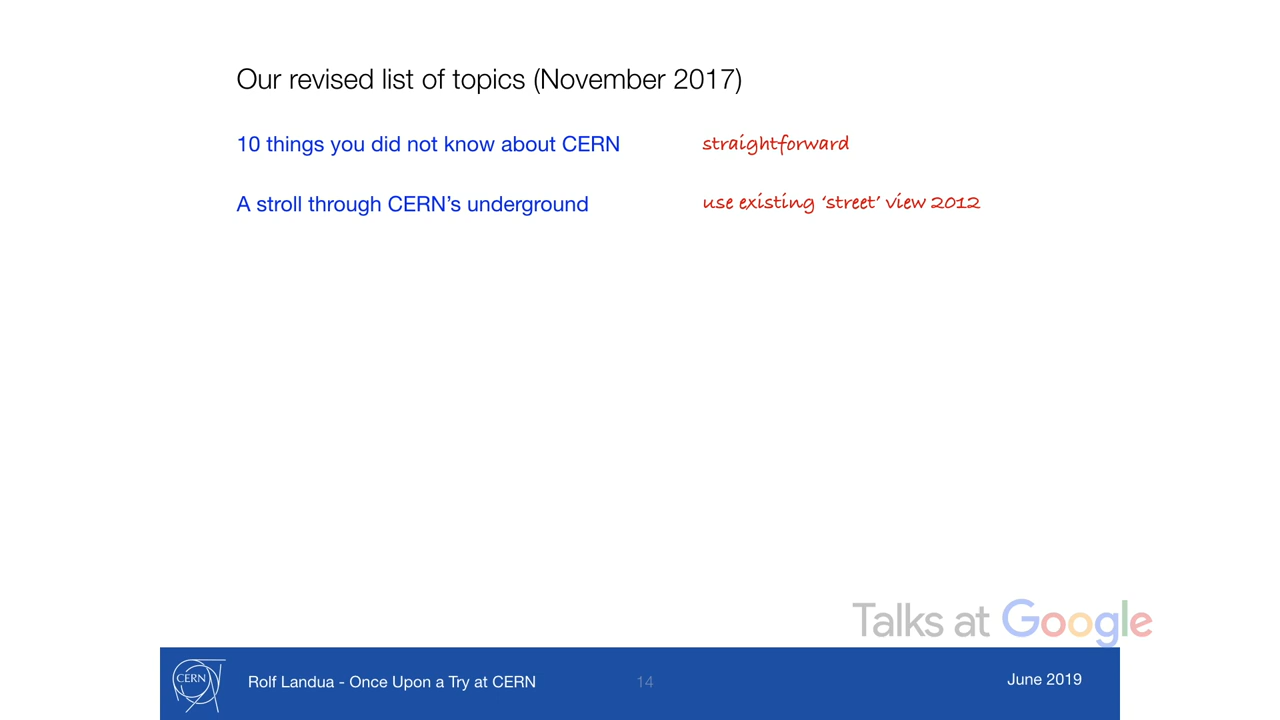 Our revised list of topics (November 2017)
10 things you did not know about CERN straightforward
A stroll through CERN’s underground use existing ‘street’ view 2012
Talks at Google
CERN Rolf Landua - Once Upon a Try at CERN 14 June 2019